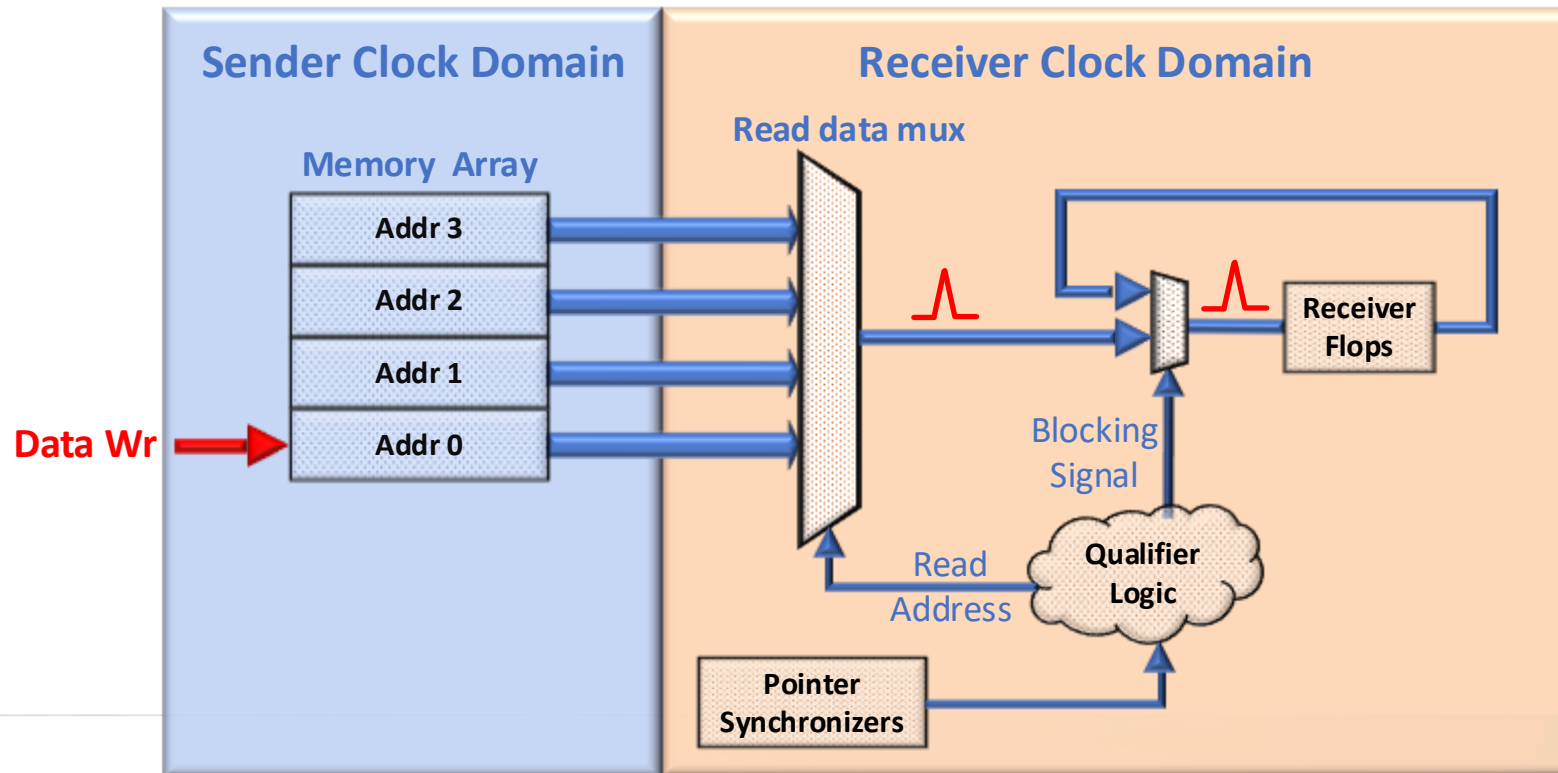 Sender Clock Domain
Receiver Clock Domain
Read data mux
Memory Array
Addr 3
Addr 2
Addr 1
Addr 0
Data Wr
Receiver
Flops
Blocking
Signal
Qualifier
Logic
Read
Address
Pointer
Synchronizers